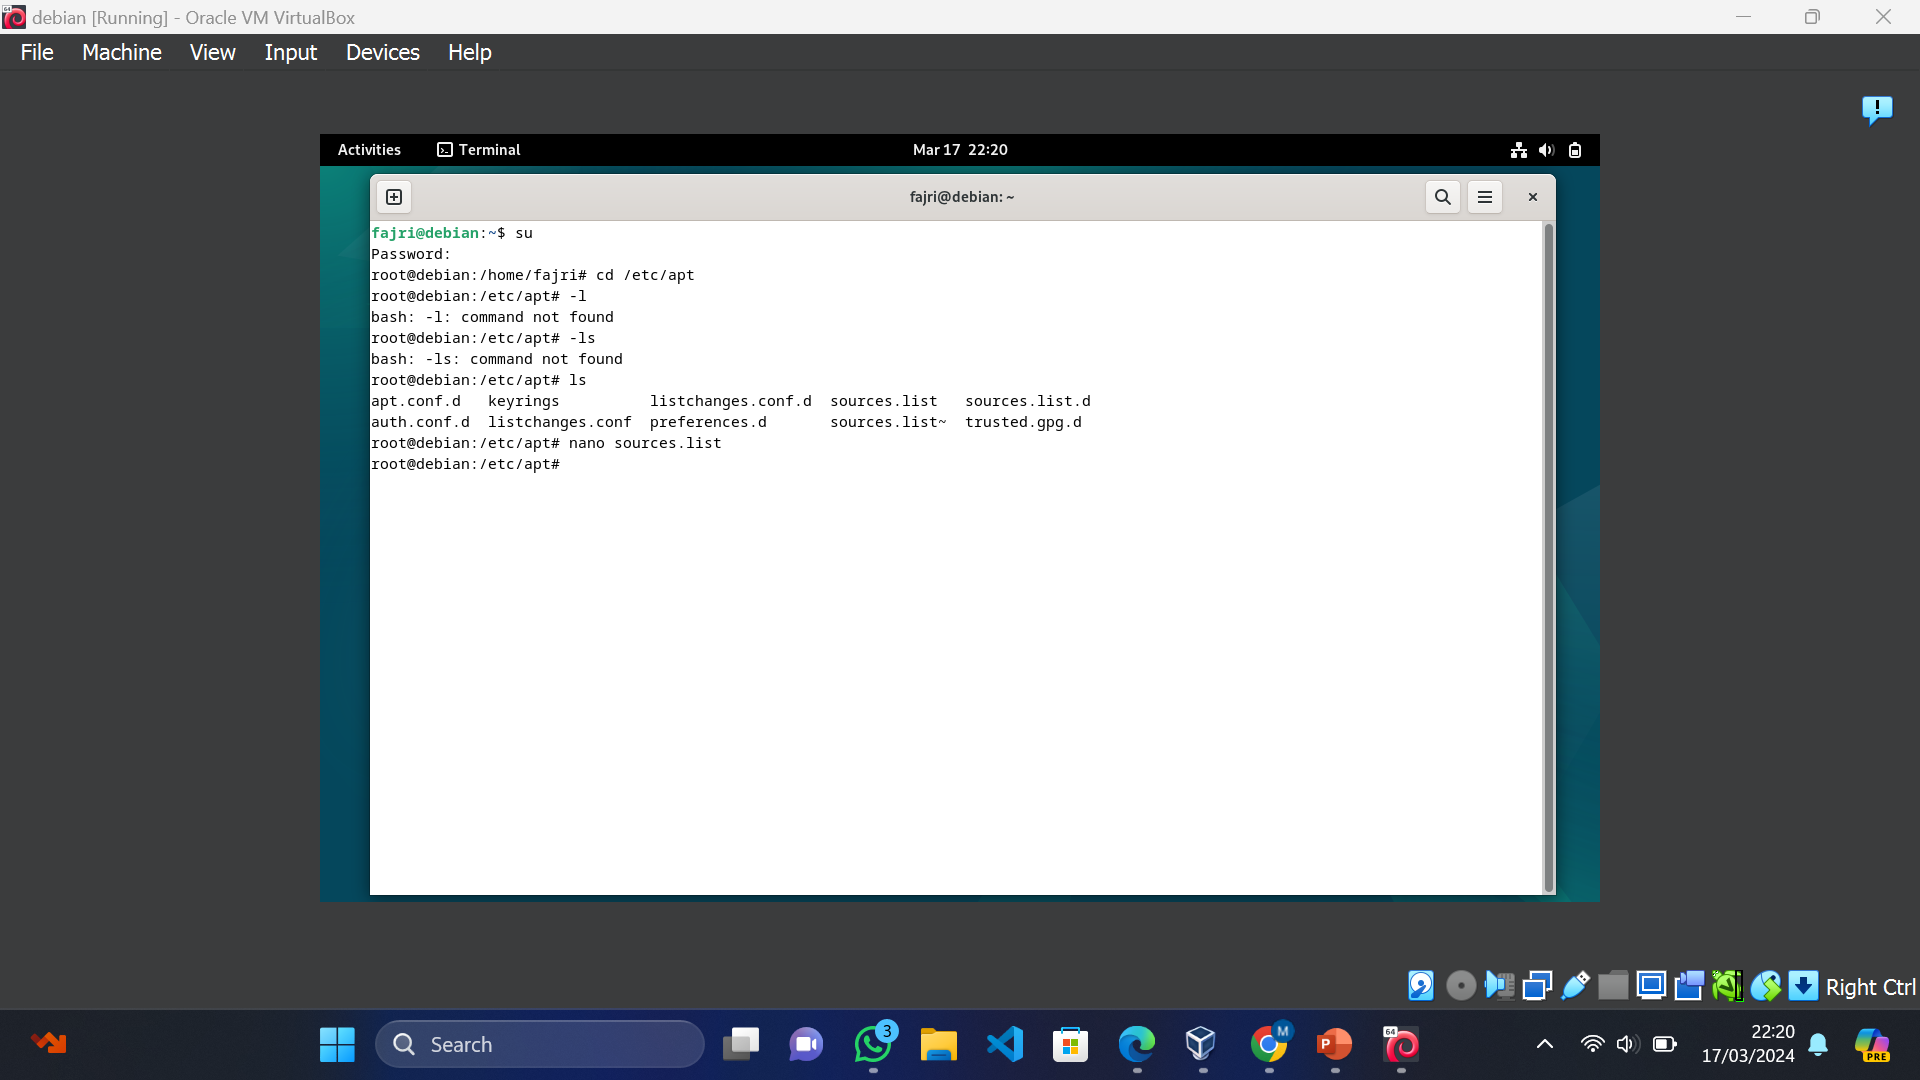 debian [Running] - Oracle VM VirtualBox
File Machine View Input Devices Help
Activities Terminal Mar 17 22:20
fajri@debian: ~
fajri@debian:~$ su
Password:
root@debian:/home/fajri# cd /etc/apt
root@debian:/etc/apt# -l
bash: -l: command not found
root@debian:/etc/apt# -ls
bash: -ls: command not found
root@debian:/etc/apt# ls
apt.conf.d keyrings listchanges.conf.d sources.list sources.list.d
auth.conf.d listchanges.conf preferences.d sources.list~ trusted.gpg.d
root@debian:/etc/apt# nano sources.list
root@debian:/etc/apt#
Right Ctrl
Search
3
M
P
64
22:20
17/03/2024
PRE